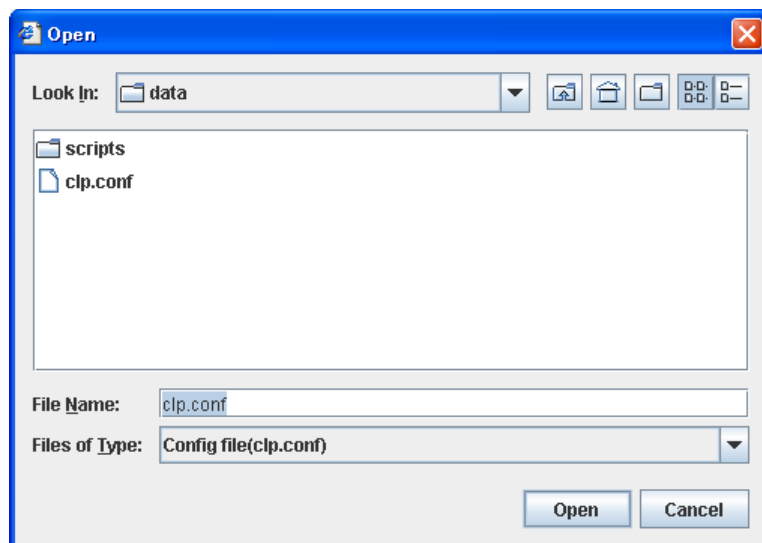 Open
Look In: data
scripts
clp.conf
File Name: clp.conf
Files of Type: Config file(clp.conf)
Open Cancel